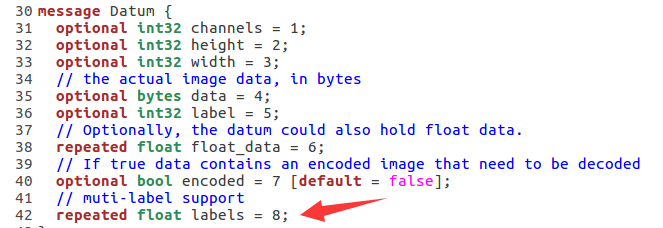 30 message Datum {
31   optional int32 channels = 1;
32   optional int32 height = 2;
33   optional int32 width = 3;
34   // the actual image data, in bytes
35   optional bytes data = 4;
36   optional int32 label = 5;
37   // Optionally, the datum could also hold float data.
38   repeated float float_data = 6;
39   // If true data contains an encoded image that need to be decoded
40   optional bool encoded = 7 [default = false];
41   // muti-label support
42   repeated float labels = 8;